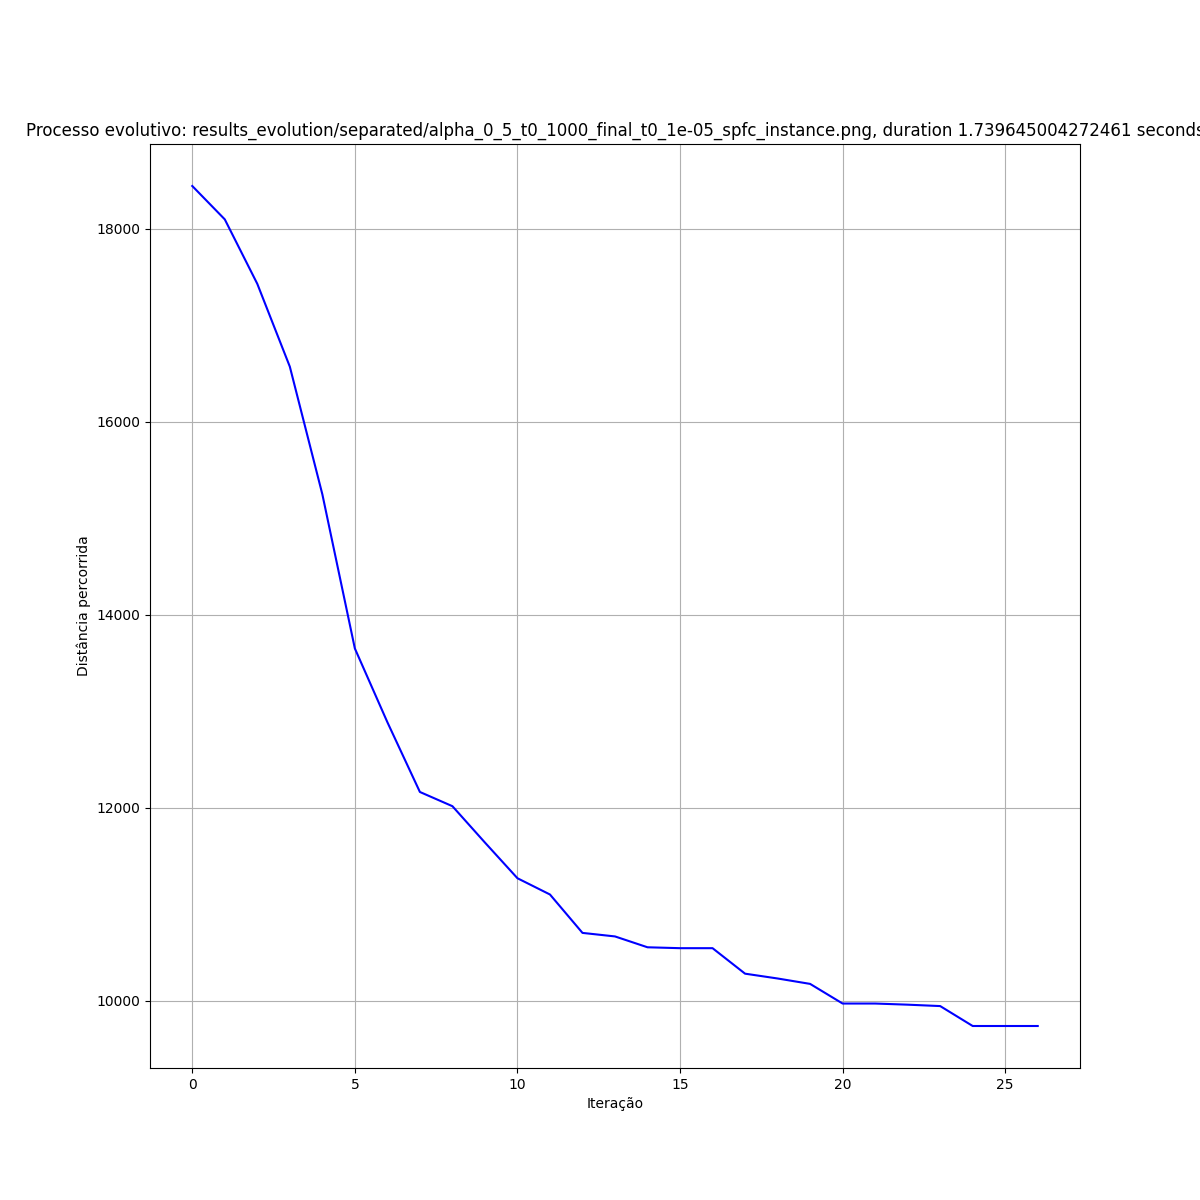 Processo evolutivo: results_evolution/separated/alpha_0_5_t0_1000_final_t0_1e-05_spfc_instance.png, duration 1.739645004272461 seconds
18000
16000
14000
12000
10000
Distância percorrida
0 5 10 15 20 25
Iteração